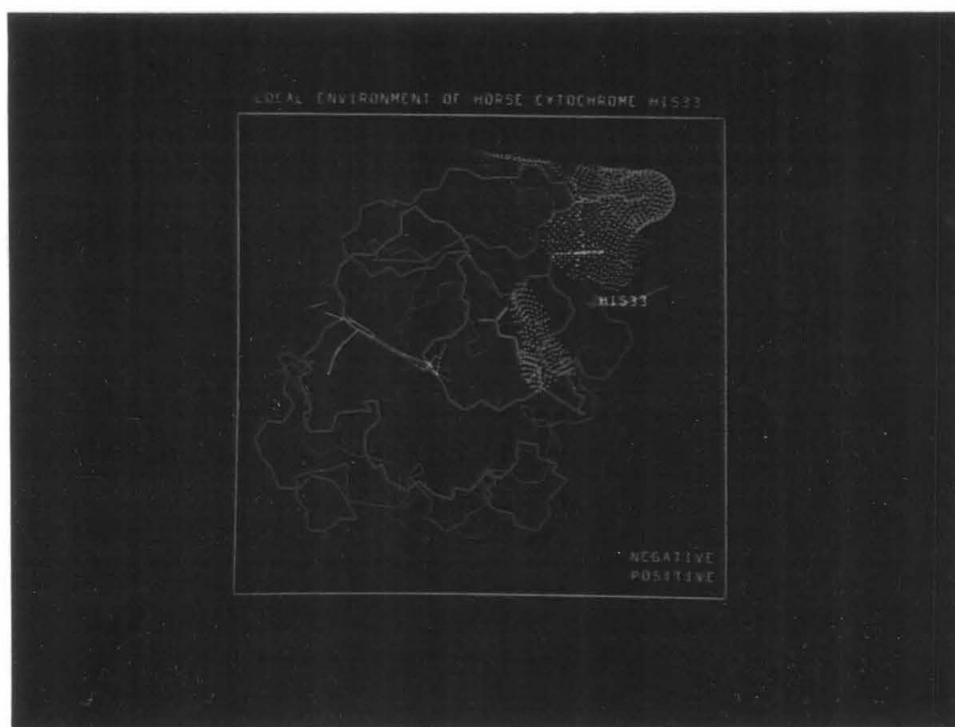 LOCAL ENVIRONMENT OF HORSE CYTOCHROME HIS33
HIS33
NEGATIVE
POSITIVE